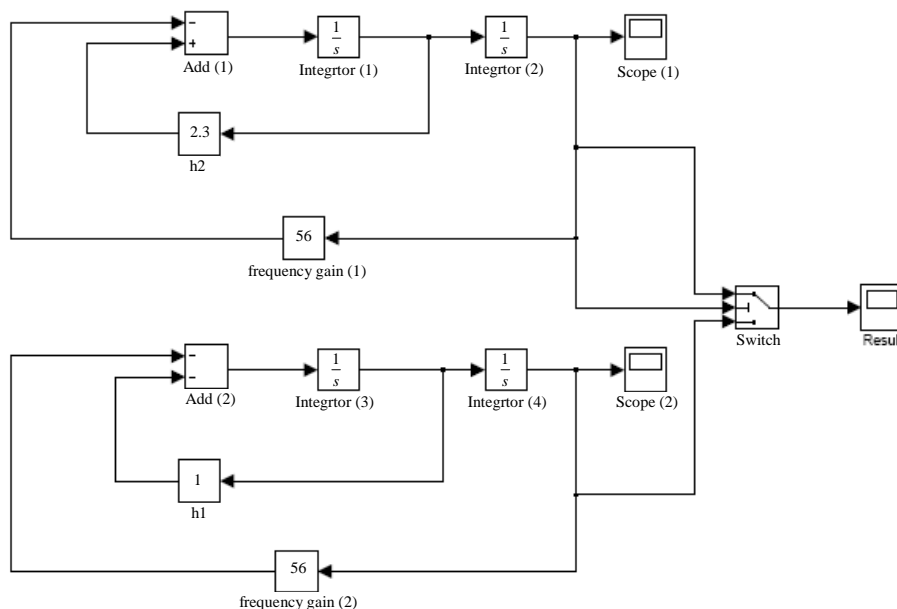 Add (1)
1
s
Integrtor (1)
1
s
Integrtor (2)
Scope (1)
2.3
h2
56
frequency gain (1)
Switch
Resul
Add (2)
1
s
Integrtor (3)
1
s
Integrtor (4)
Scope (2)
1
h1
56
frequency gain (2)